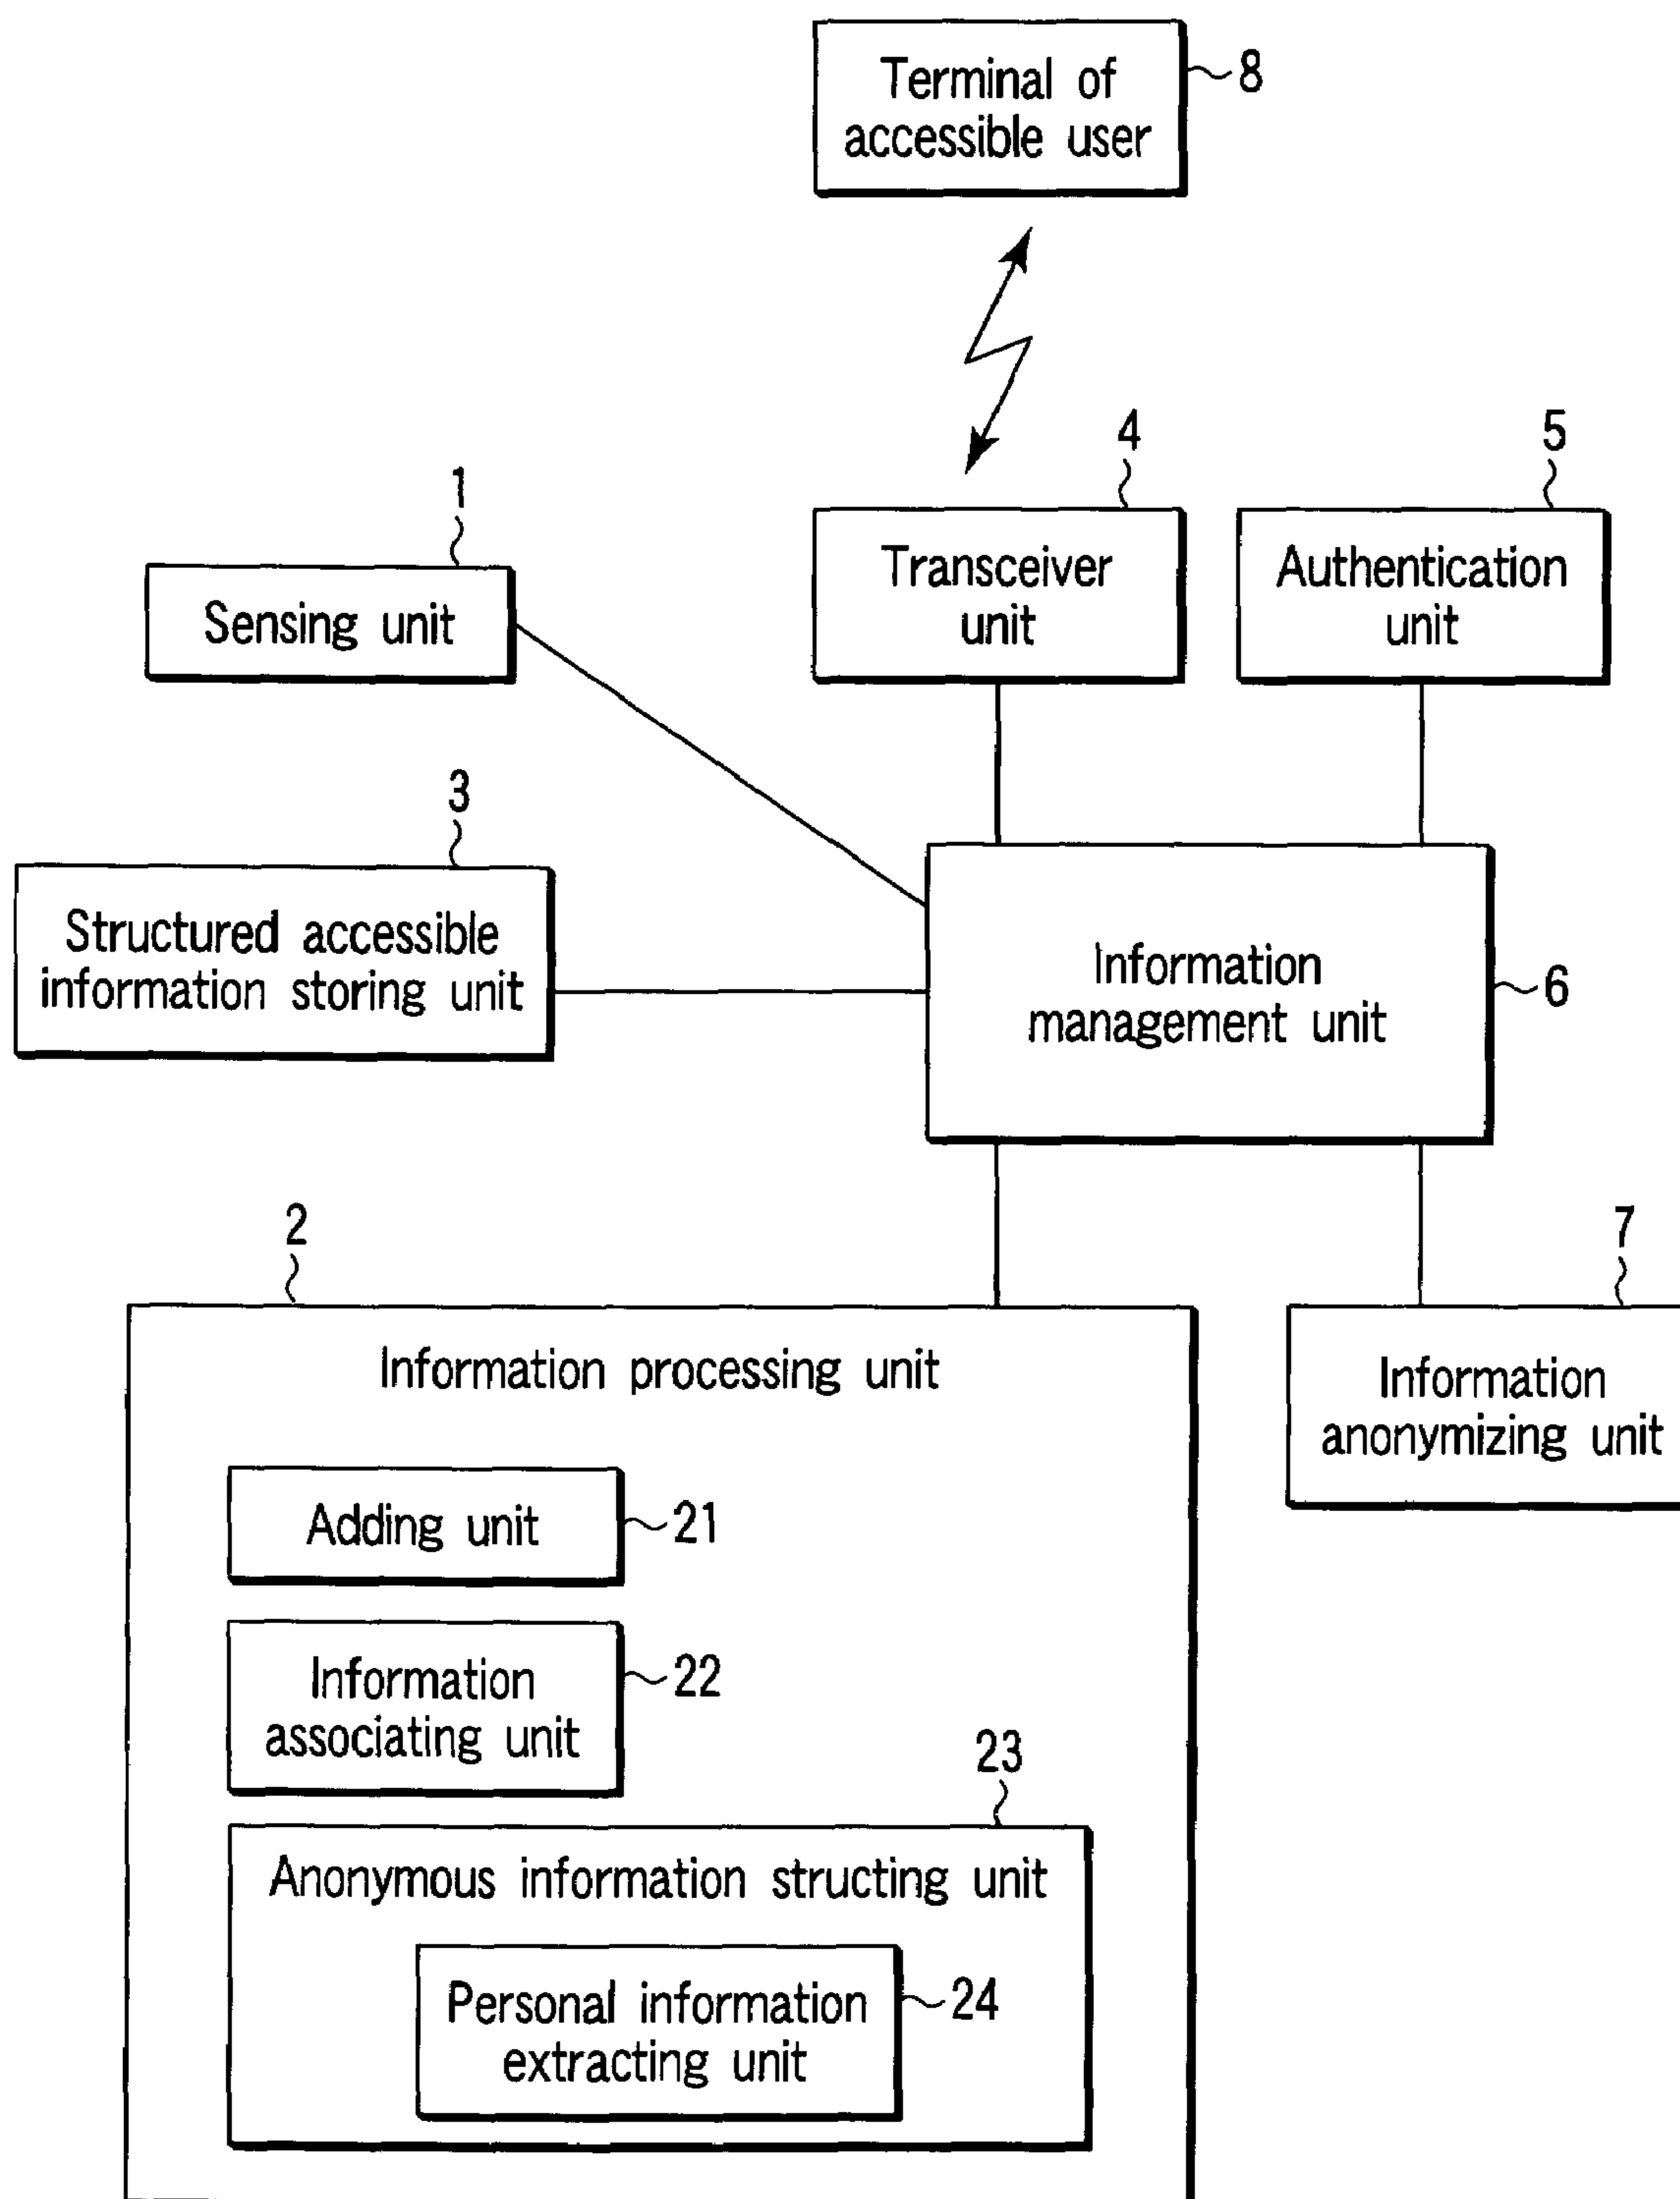 Terminal of
accessible user
8
4
5
1
Transceiver
unit
Authentication
unit
Sensing unit
3
Structured accessible
information storing unit
Information
management unit
6
2
7
Information processing unit
Information
anonymizing unit
Adding unit
21
Information
associating unit
22
23
Anonymous information structing unit
Personal information
extracting unit
24